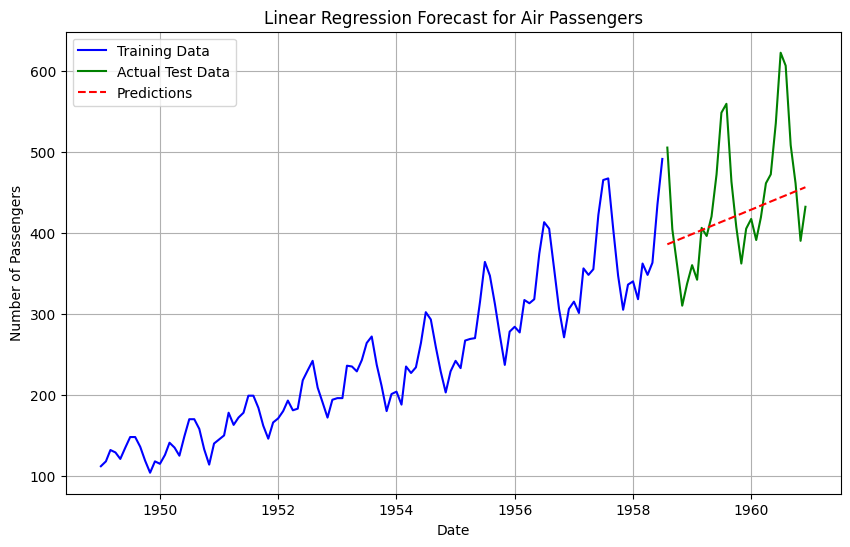 Linear Regression Forecast for Air Passengers
Training Data
Actual Test Data
Predictions
600
500
400
300
200
100
Number of Passengers
1950
1952
1954
1956
1958
1960
Date